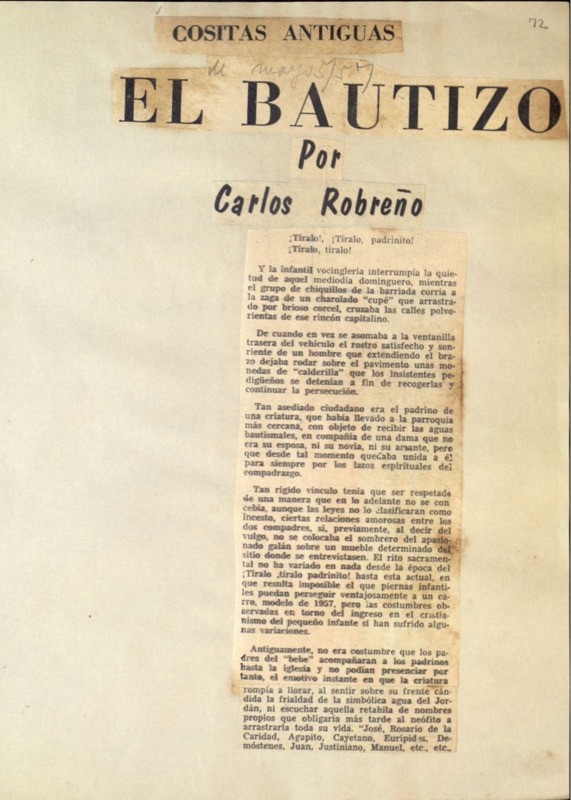 72
COSITAS ANTIGUAS
mayo 5/57
EL BAUTIZO
Por
Carlos Robreño
¡Tíralo!, ¡Tíralo, padrinito!
¡Tíralo, tíralo!
Y la infantil vocinglería interrumpía la quie-
tud de aquel mediodía dominguero, mientras
el grupo de chiquillos de la barriada corría a
la zaga de un charolado "cupé" que arrastra-
do por brioso corcel, cruzaba las calles polvo-
rientas de ese rincón capitalino.
De cuando en vez se asomaba a la ventanilla
trasera del vehículo el rostro satisfecho y son-
riente de un hombre que extendiendo el bra-
zo dejaba rodar sobre el pavimento unas mo-
nedas de "calderilla" que los insistentes pe-
digüeños se detenían a fin de recogerlas y
continuar la persecución.
Tan asediado ciudadano era el padrino de
una criatura, que había llevado a la parroquia
más cercana, con objeto de recibir las aguas
bautismales, en compañía de una dama que no
era su esposa, ni su novia, ni su amante, pero
que desde tal momento quedaba unida a él
para siempre por los lazos espirituales del
compadrazgo.
Tan rígido vínculo tenía que ser respetada
de una manera que en lo adelante no se con
cebía, aunque las leyes no lo clasificaran como
incesto, ciertas relaciones amorosas entre los
dos compadres, si, previamente, al decir del
vulgo, no se colocaba el sombrero del apasio-
nado galán sobre un mueble determinado del
sitio donde se entrevistasen. El rito sacramen-
tal no ha variado en nada desde la época del
¡Tíralo ,tíralo padrinito! hasta esta actual, en
que resulta imposible el que piernas infanti-
les puedan perseguir ventajosamente a un ca-
rro, modelo de 1957, pero las costumbres ob-
servadas en torno del ingreso en el cristia-
nismo del pequeño infante sí han sufrido algu-
nas variaciones.
Antiguamente, no era costumbre que los pa-
dres del "bebe" acompañaran a los padrinos
hasta la iglesia y no podían presenciar por
tanto, el emotivo instante en que la criatura
rompía a llorar, al sentir sobre su frente cán-
dida la frialdad de la simbólica agua del Jor-
dán, ni escuchar aquella retahíla de nombres
propios que obligaría más tarde al neófito a
arrastrarla toda su vida. "José, Rosario de la
Caridad, Agapito, Cayetano, Eurípides, De-
móstenes, Juan, Justiniano, Manuel, etc., etc.,